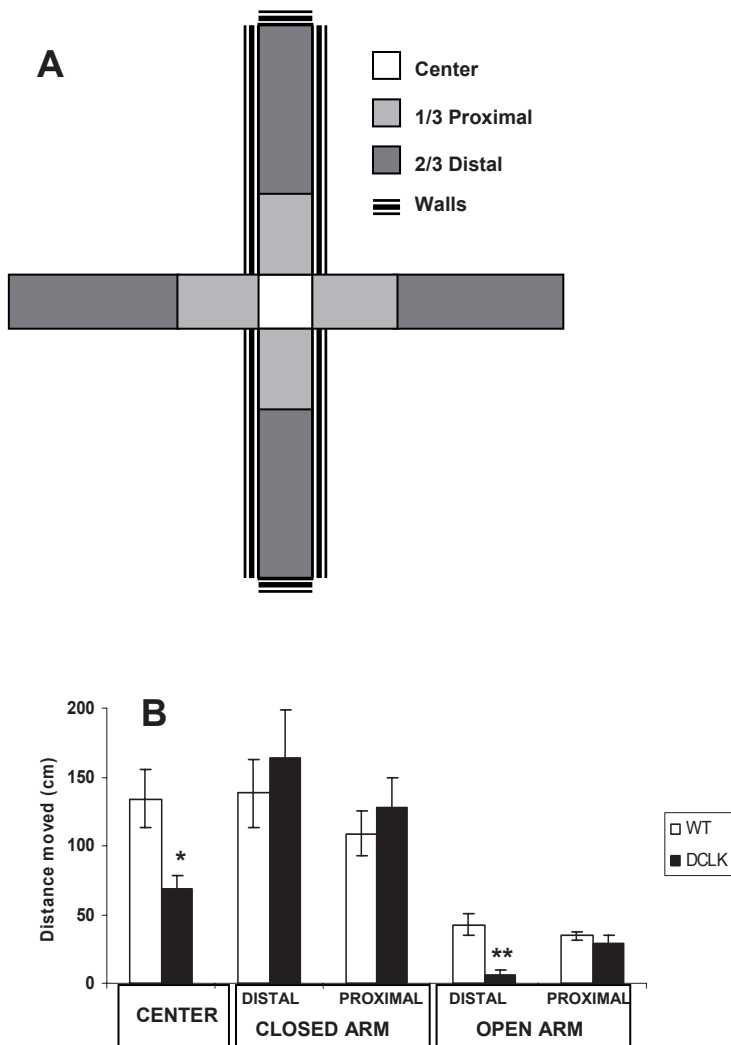 A
Center
1/3 Proximal
2/3 Distal
Walls
B
Distance moved (cm)
200
150
100
50
0
*
**
WT
DCLK
DISTAL PROXIMAL DISTAL PROXIMAL
CENTER CLOSED ARM OPEN ARM